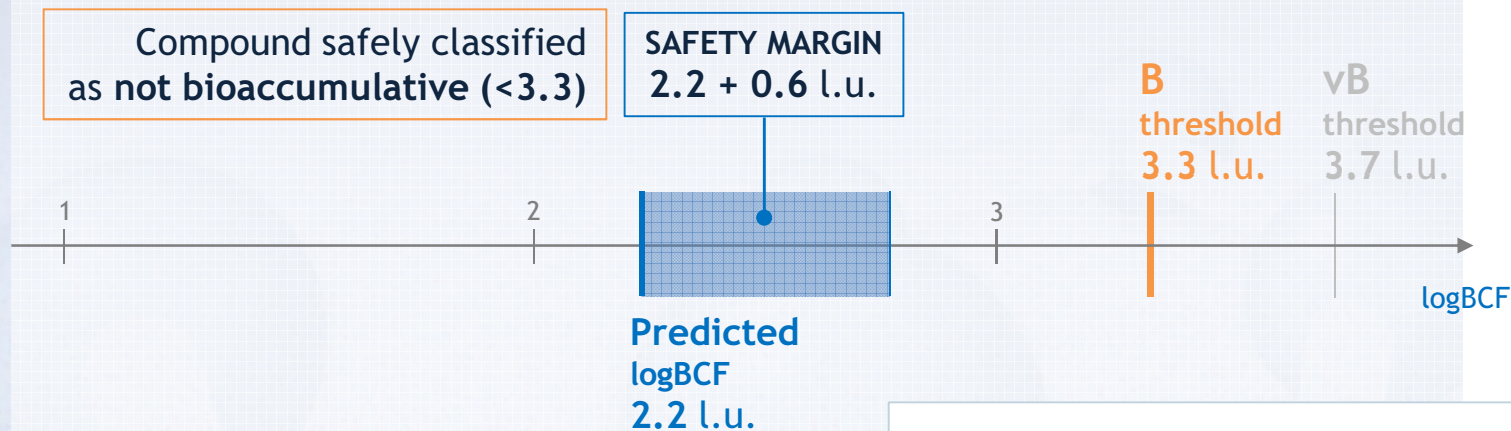 Compound safely classified
as not bioaccumulative (<3.3)
SAFETY MARGIN
2.2 + 0.6 l.u.
B
threshold
3.3 l.u.
vB
threshold
3.7 l.u.
1
2
3
logBCF
Predicted
logBCF
2.2 l.u.